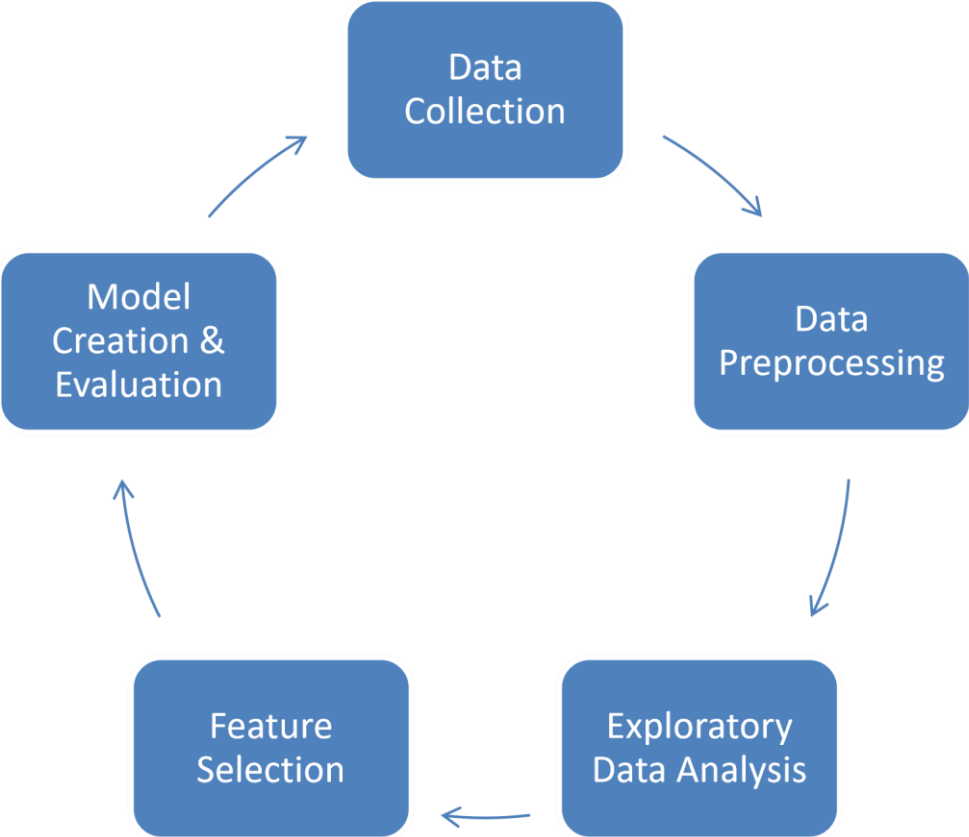 Data
Collection
Data
Preprocessing
Exploratory
Data Analysis
Feature
Selection
Model
Creation &
Evaluation